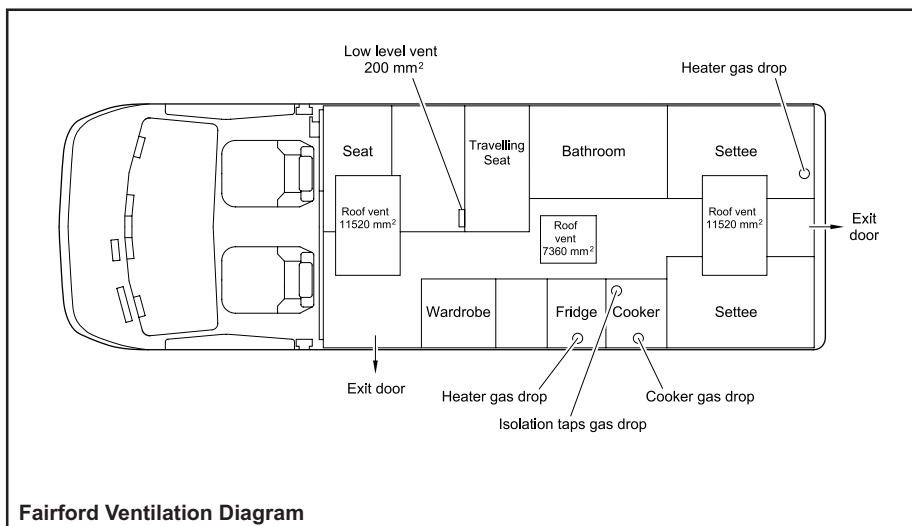 Low level vent
200 mm²
Heater gas drop
Seat
Travelling
Seat
Bathroom
Settee
Roof vent
11520 mm²
Roof
vent
7360 mm²
Roof vent
11520 mm²
Exit
door
Wardrobe
Fridge
Cooker
Settee
Exit door
Heater gas drop
Cooker gas drop
Isolation taps gas drop
Fairford Ventilation Diagram